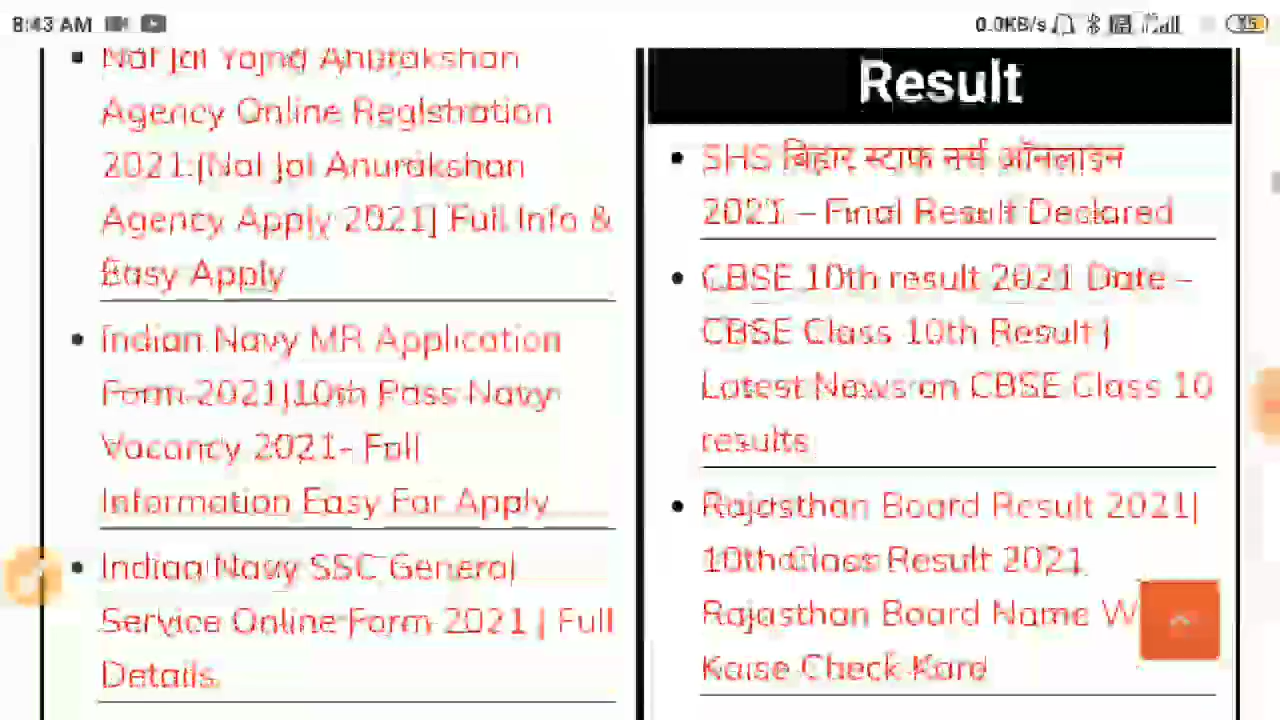 8:43 AM
0.0KB/s
15
Nal Jal Yojna Anurakshan
Agency Online Registration
2021:[Nal Jal Anurakshan
Agency Apply 2021] Full Info &
Easy Apply
Indian Navy MR Application
Form 2021|10th Pass Navy
Vacancy 2021- Full
Information Easy For Apply
Indian Navy SSC General
Service Online Form 2021 | Full
Details
Result
SHS बिहार स्टाफ नर्स ऑनलाइन
2021 – Final Result Declared
CBSE 10th result 2021 Date –
CBSE Class 10th Result |
Latest News on CBSE Class 10
results
Rajasthan Board Result 2021|
10th Class Result 2021
Rajasthan Board Name W
Kaise Check Kare